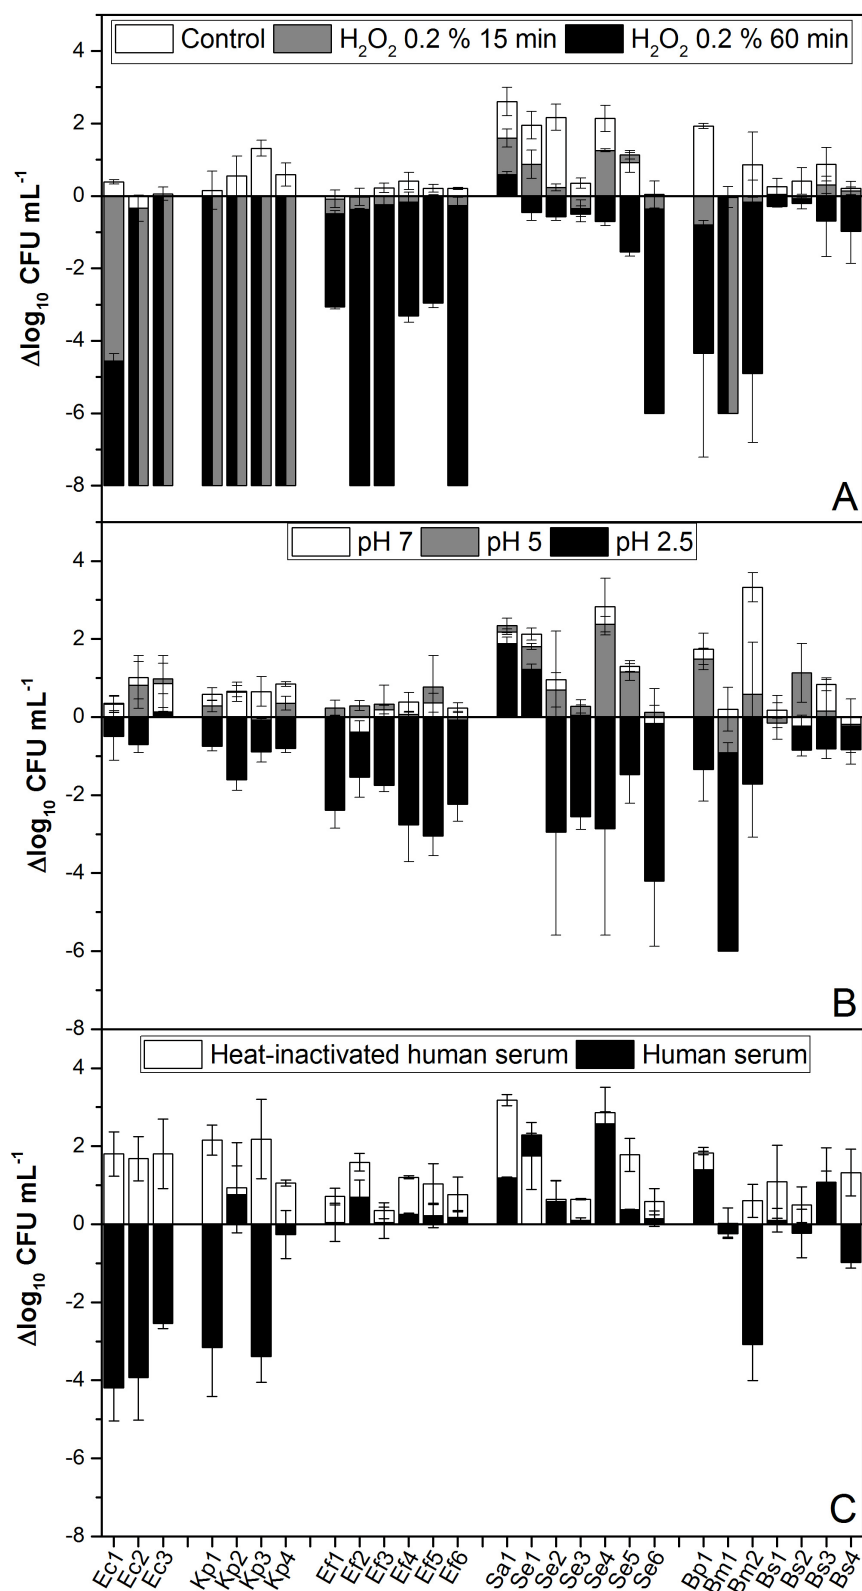 Control H₂O₂ 0.2 % 15 min H₂O₂ 0.2 % 60 min
4
2
0
-2
-4
-6
-8
Δlog₁₀ CFU mL⁻¹
A
pH 7 pH 5 pH 2.5
4
2
0
-2
-4
-6
-8
Δlog₁₀ CFU mL⁻¹
B
Heat-inactivated human serum Human serum
4
2
0
-2
-4
-6
-8
Δlog₁₀ CFU mL⁻¹
C
Ec1 Ec2 Ec3 Kp1 Kp2 Kp3 Kp4 Ef1 Ef2 Ef3 Ef4 Ef5 Ef6 Sa1 Se1 Se2 Se3 Se4 Se5 Se6 Bp1 Bm1 Bm2 Bs1 Bs2 Bs3 Bs4